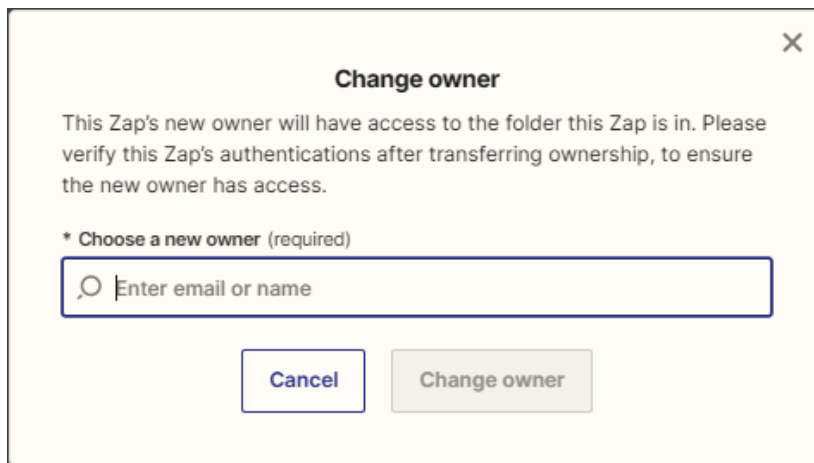 Change owner
This Zap's new owner will have access to the folder this Zap is in. Please
verify this Zap's authentications after transferring ownership, to ensure
the new owner has access.
* Choose a new owner (required)
Enter email or name
Cancel Change owner